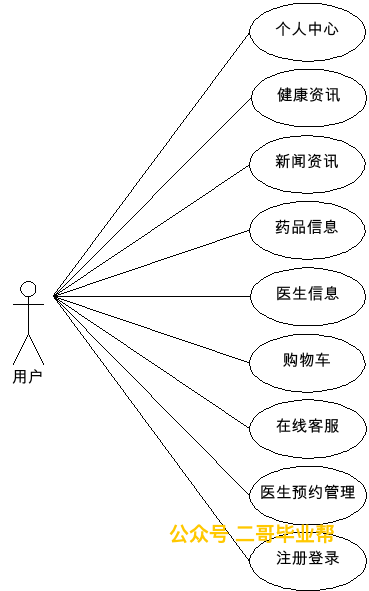 个人中心
健康资讯
新闻资讯
药品信息
医生信息
用户
购物车
在线客服
医生预约管理
公众号 二哥毕业帮
注册登录